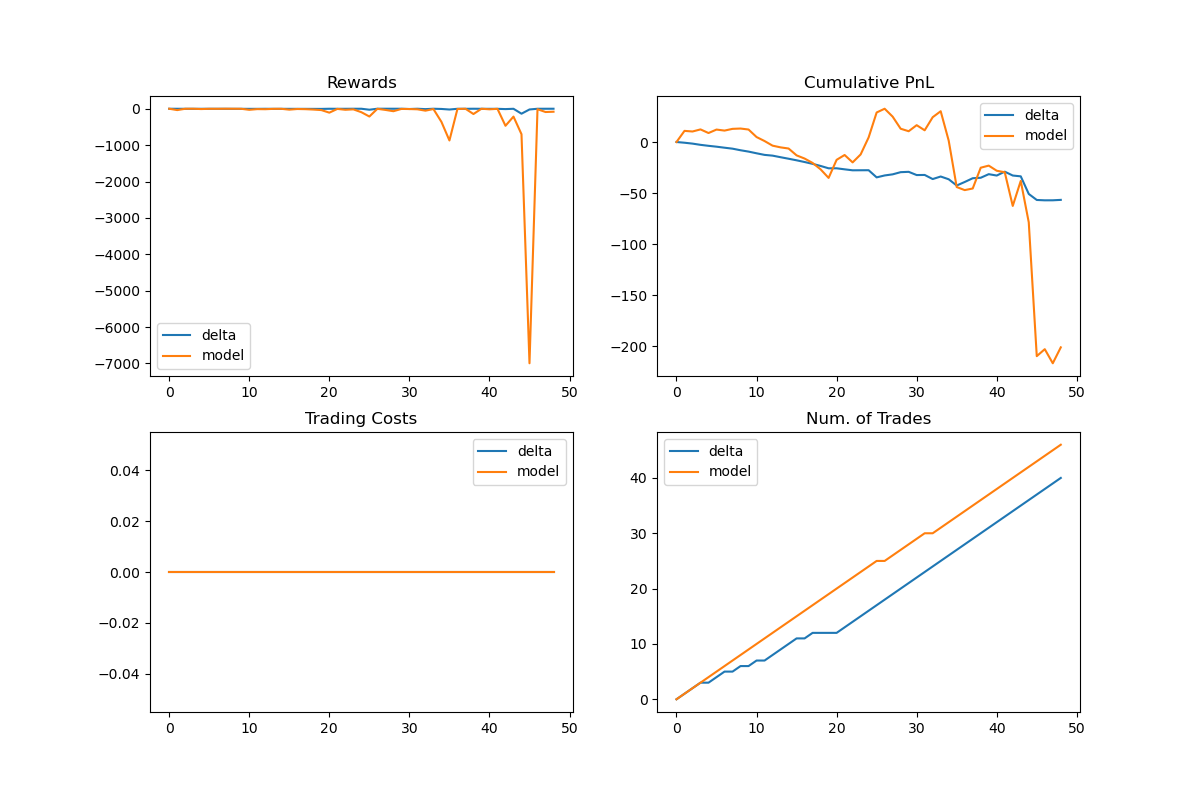 Rewards
0
−1000
−2000
−3000
−4000
−5000
−6000
−7000
delta
model
0 10 20 30 40 50
Cumulative PnL
0
−50
−100
−150
−200
delta
model
0 10 20 30 40 50
Trading Costs
0.04
0.02
0.00
−0.02
−0.04
delta
model
0 10 20 30 40 50
Num. of Trades
40
30
20
10
0
delta
model
0 10 20 30 40 50